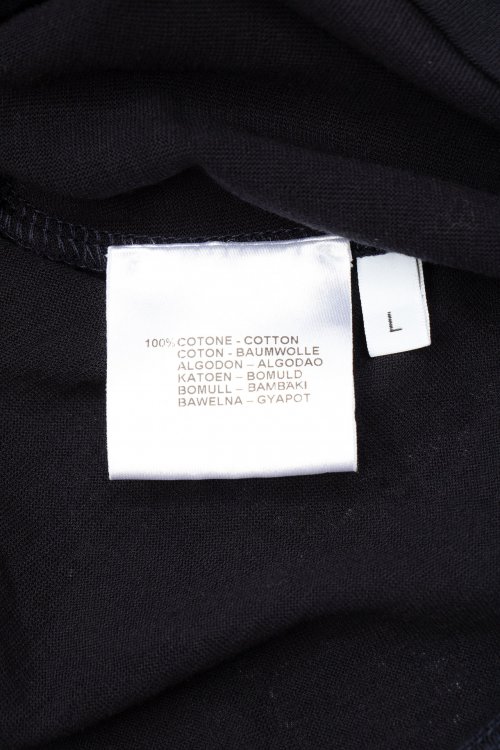 100% COTONE - COTTON
COTON - BAUMWOLLE
ALGODON – ALGODAO
KATOEN – BOMULD
BOMULL – BAMBAKI
BAWELNA – GYAPOT
L